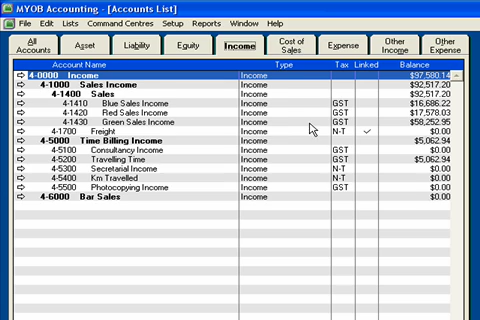 MYOB Accounting - [Accounts List]
File Edit Lists Command Centres Setup Reports Window Help
All Accounts Asset Liability Equity Income Cost of Sales Expense Other Income Other Expense
Account Name Type Tax Linked Balance
4-0000 Income Income $97,580.14
4-1000 Sales Income Income $92,517.20
4-1400 Sales Income $92,517.20
4-1410 Blue Sales Income Income GST $16,686.22
4-1420 Red Sales Income Income GST $17,578.03
4-1430 Green Sales Income Income GST $58,252.95
4-1700 Freight Income N-T $0.00
4-5000 Time Billing Income Income $5,062.94
4-5100 Consultancy Income Income GST $0.00
4-5200 Travelling Time Income GST $5,062.94
4-5300 Secretarial Income Income N-T $0.00
4-5400 Km Travelled Income N-T $0.00
4-5500 Photocopying Income Income GST $0.00
4-6000 Bar Sales Income $0.00